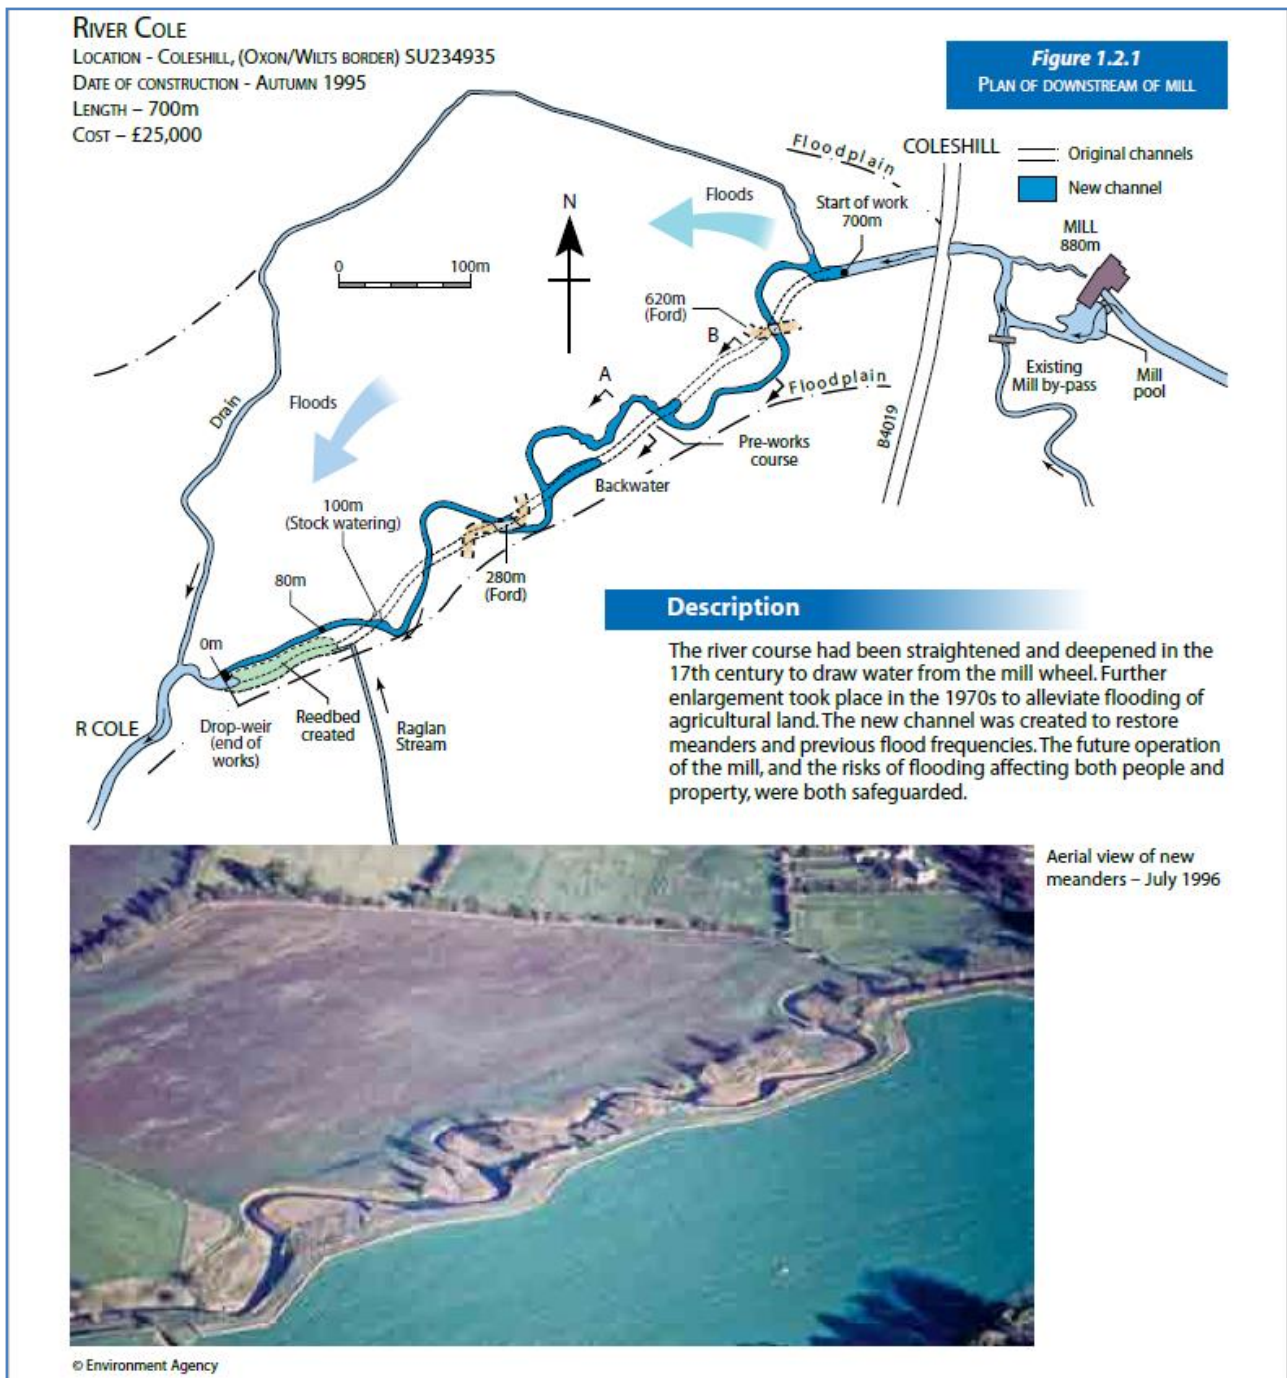 RIVER COLE
LOCATION - COLESHILL, (OXON/WILTS BORDER) SU234935
DATE OF CONSTRUCTION - AUTUMN 1995
LENGTH – 700m
COST – £25,000
Figure 1.2.1
PLAN OF DOWNSTREAM OF MILL
Floodplain
COLESHILL
Original channels
New channel
Floods
Start of work
700m
MILL
880m
N
0
100m
620m
(Ford)
B
A
Floodplain
Existing
Mill by-pass
Mill
pool
Drain
Floods
B4019
Pre-works
course
Backwater
100m
(Stock watering)
280m
(Ford)
80m
0m
R COLE
Drop-weir
(end of
works)
Reedbed
created
Raglan
Stream
Description
The river course had been straightened and deepened in the
17th century to draw water from the mill wheel. Further
enlargement took place in the 1970s to alleviate flooding of
agricultural land. The new channel was created to restore
meanders and previous flood frequencies. The future operation
of the mill, and the risks of flooding affecting both people and
property, were both safeguarded.
Aerial view of new
meanders – July 1996
© Environment Agency